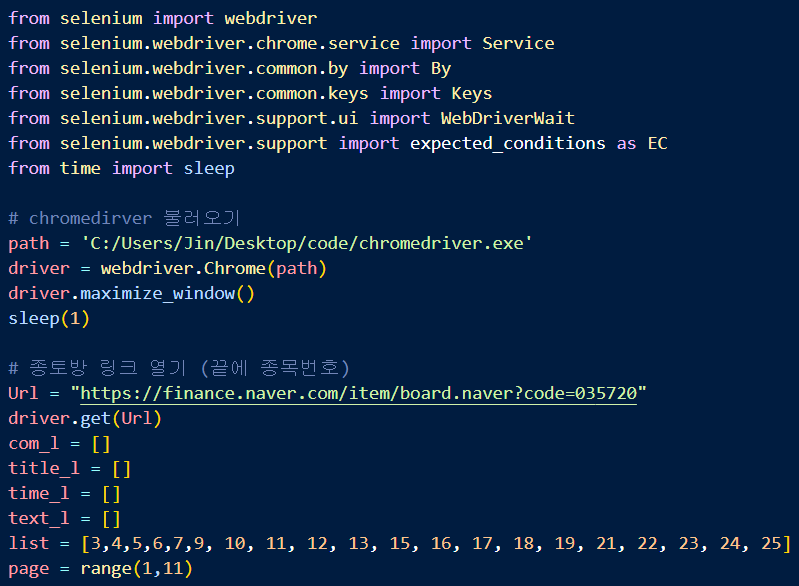 from selenium import webdriver
from selenium.webdriver.chrome.service import Service
from selenium.webdriver.common.by import By
from selenium.webdriver.common.keys import Keys
from selenium.webdriver.support.ui import WebDriverWait
from selenium.webdriver.support import expected_conditions as EC
from time import sleep

# chromedirver 불러오기
path = 'C:/Users/Jin/Desktop/code/chromedriver.exe'
driver = webdriver.Chrome(path)
driver.maximize_window()
sleep(1)

# 종토방 링크 열기 (끝에 종목번호)
Url = "https://finance.naver.com/item/board.naver?code=035720"
driver.get(Url)
com_l = []
title_l = []
time_l = []
text_l = []
list = [3,4,5,6,7,9, 10, 11, 12, 13, 15, 16, 17, 18, 19, 21, 22, 23, 24, 25]
page = range(1,11)